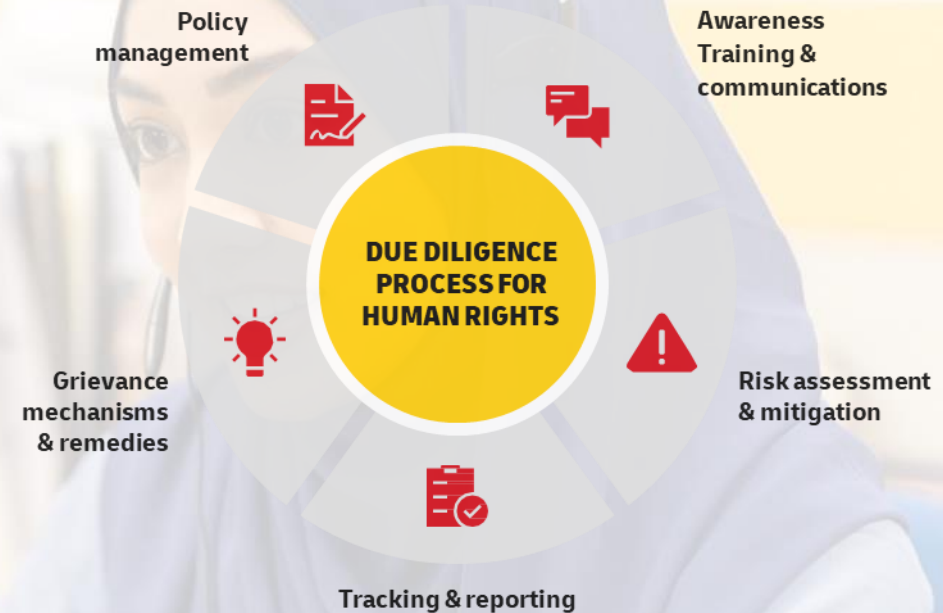 Policy
management
Awareness
Training &
communications
DUE DILIGENCE
PROCESS FOR
HUMAN RIGHTS
Grievance
mechanisms
& remedies
Risk assessment
& mitigation
Tracking & reporting